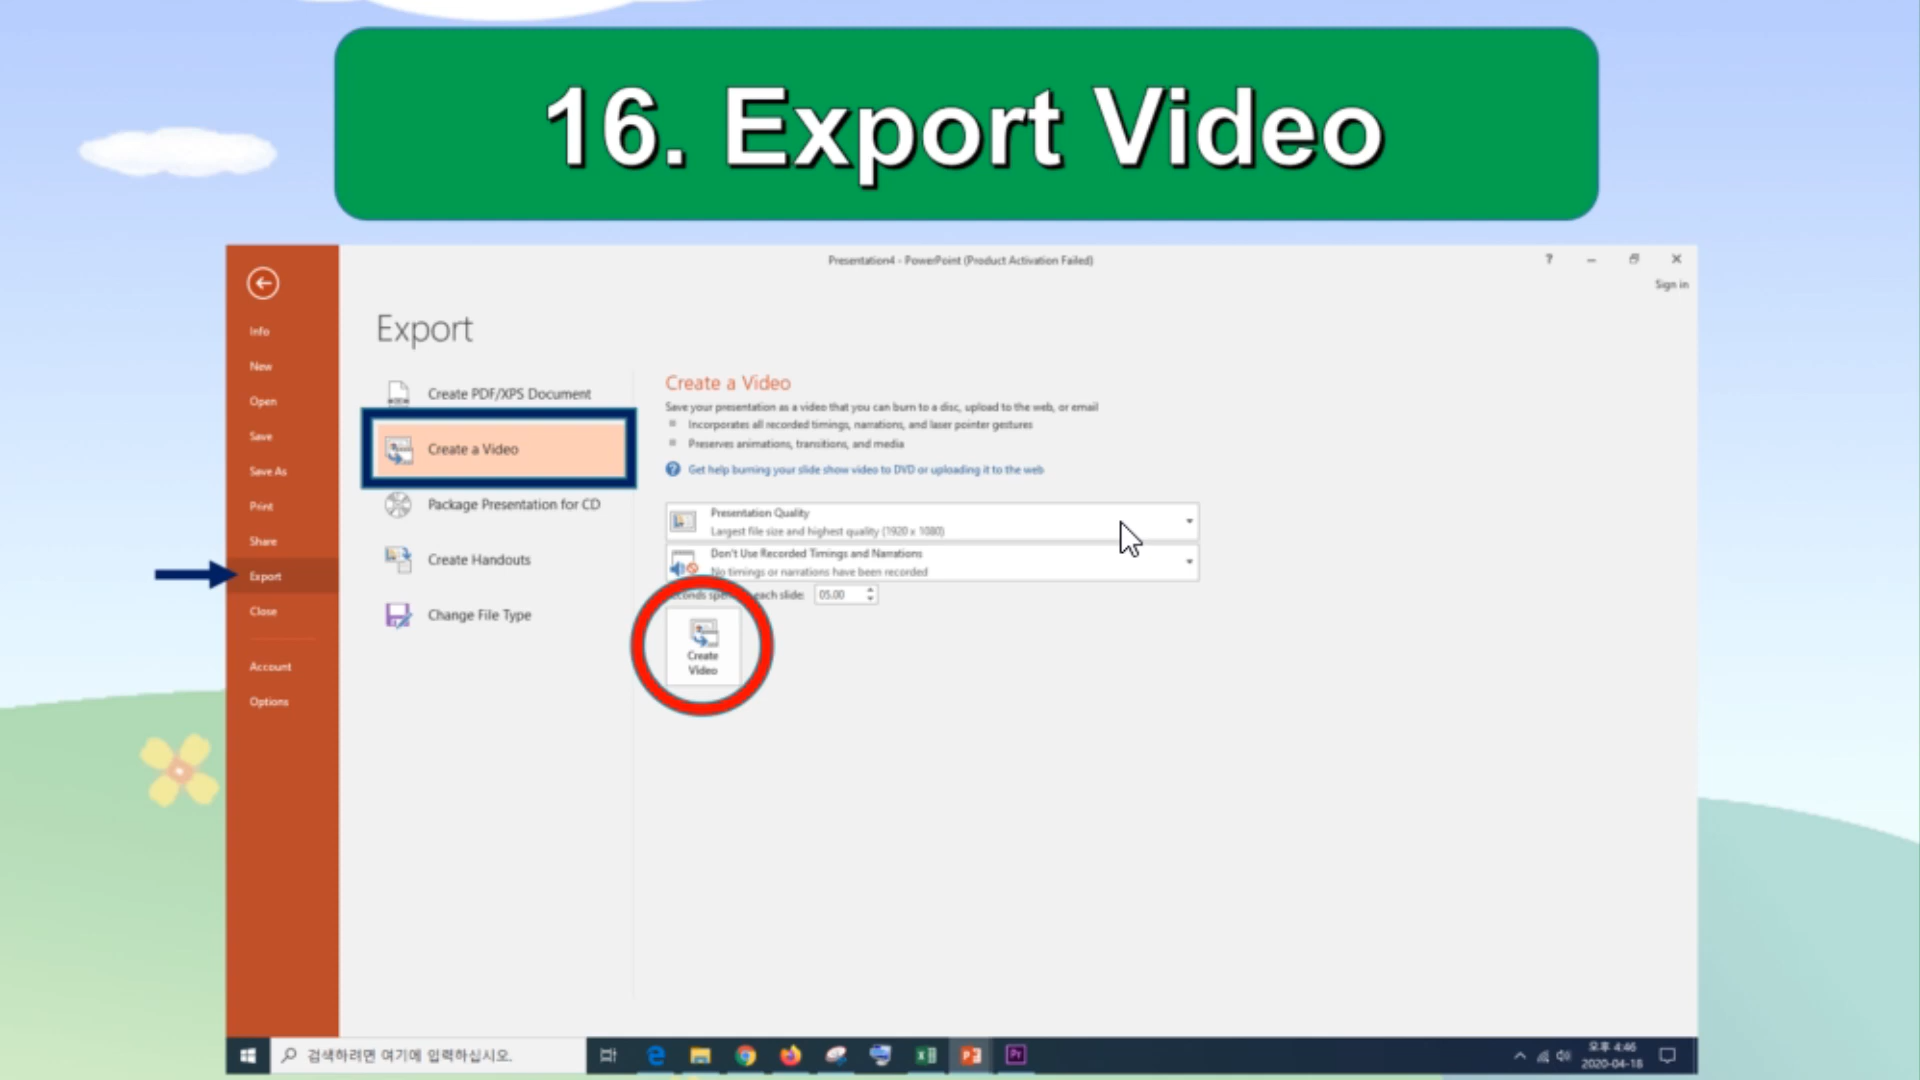 16. Export Video
Presentation4 - PowerPoint (Product Activation Failed)
?
Sign in
Info
New
Open
Save
Save As
Print
Share
Export
Close
Account
Options
Export
Create PDF/XPS Document
Create a Video
Package Presentation for CD
Create Handouts
Change File Type
Create a Video
Save your presentation as a video that you can burn to a disc, upload to the web, or email
Incorporates all recorded timings, narrations, and laser pointer gestures
Preserves animations, transitions, and media
Get help burning your slide show video to DVD or uploading it to the web
Presentation Quality
Largest file size and highest quality (1920 x 1080)
Don't Use Recorded Timings and Narrations
No timings or narrations have been recorded
each slide: 05.00
Create
Video
검색하려면 여기에 입력하십시오.
오후 4:46
2020-04-18